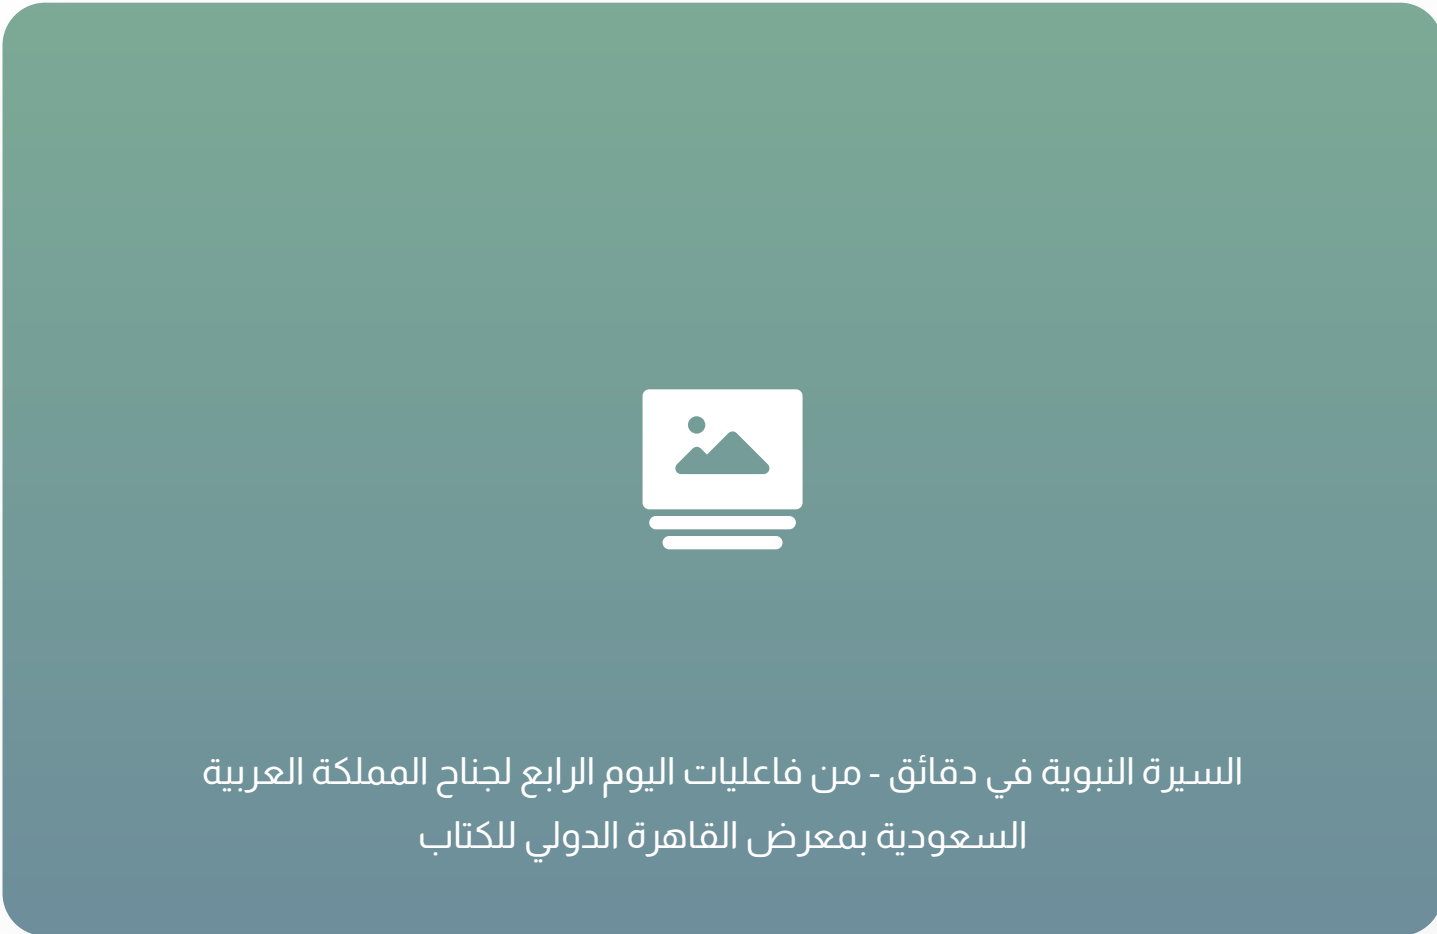 السيرة النبوية في دقائق - من فاعليات اليوم الرابع لجناح المملكة العربية
السعودية بمعرض القاهرة الدولي للكتاب